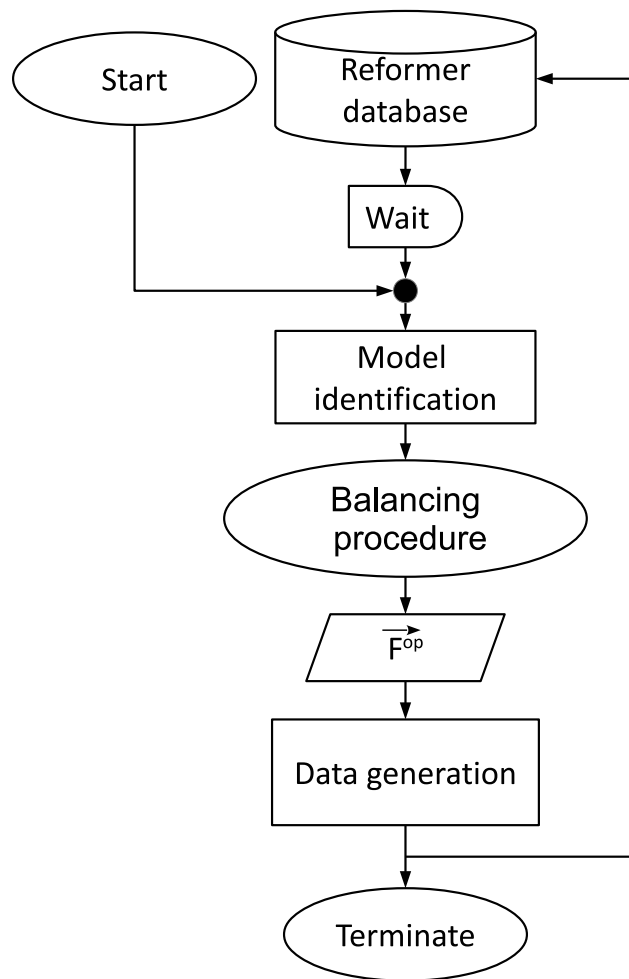 Start
Reformer
database
Wait
Model
identification
Balancing
procedure
F^op
Data generation
Terminate